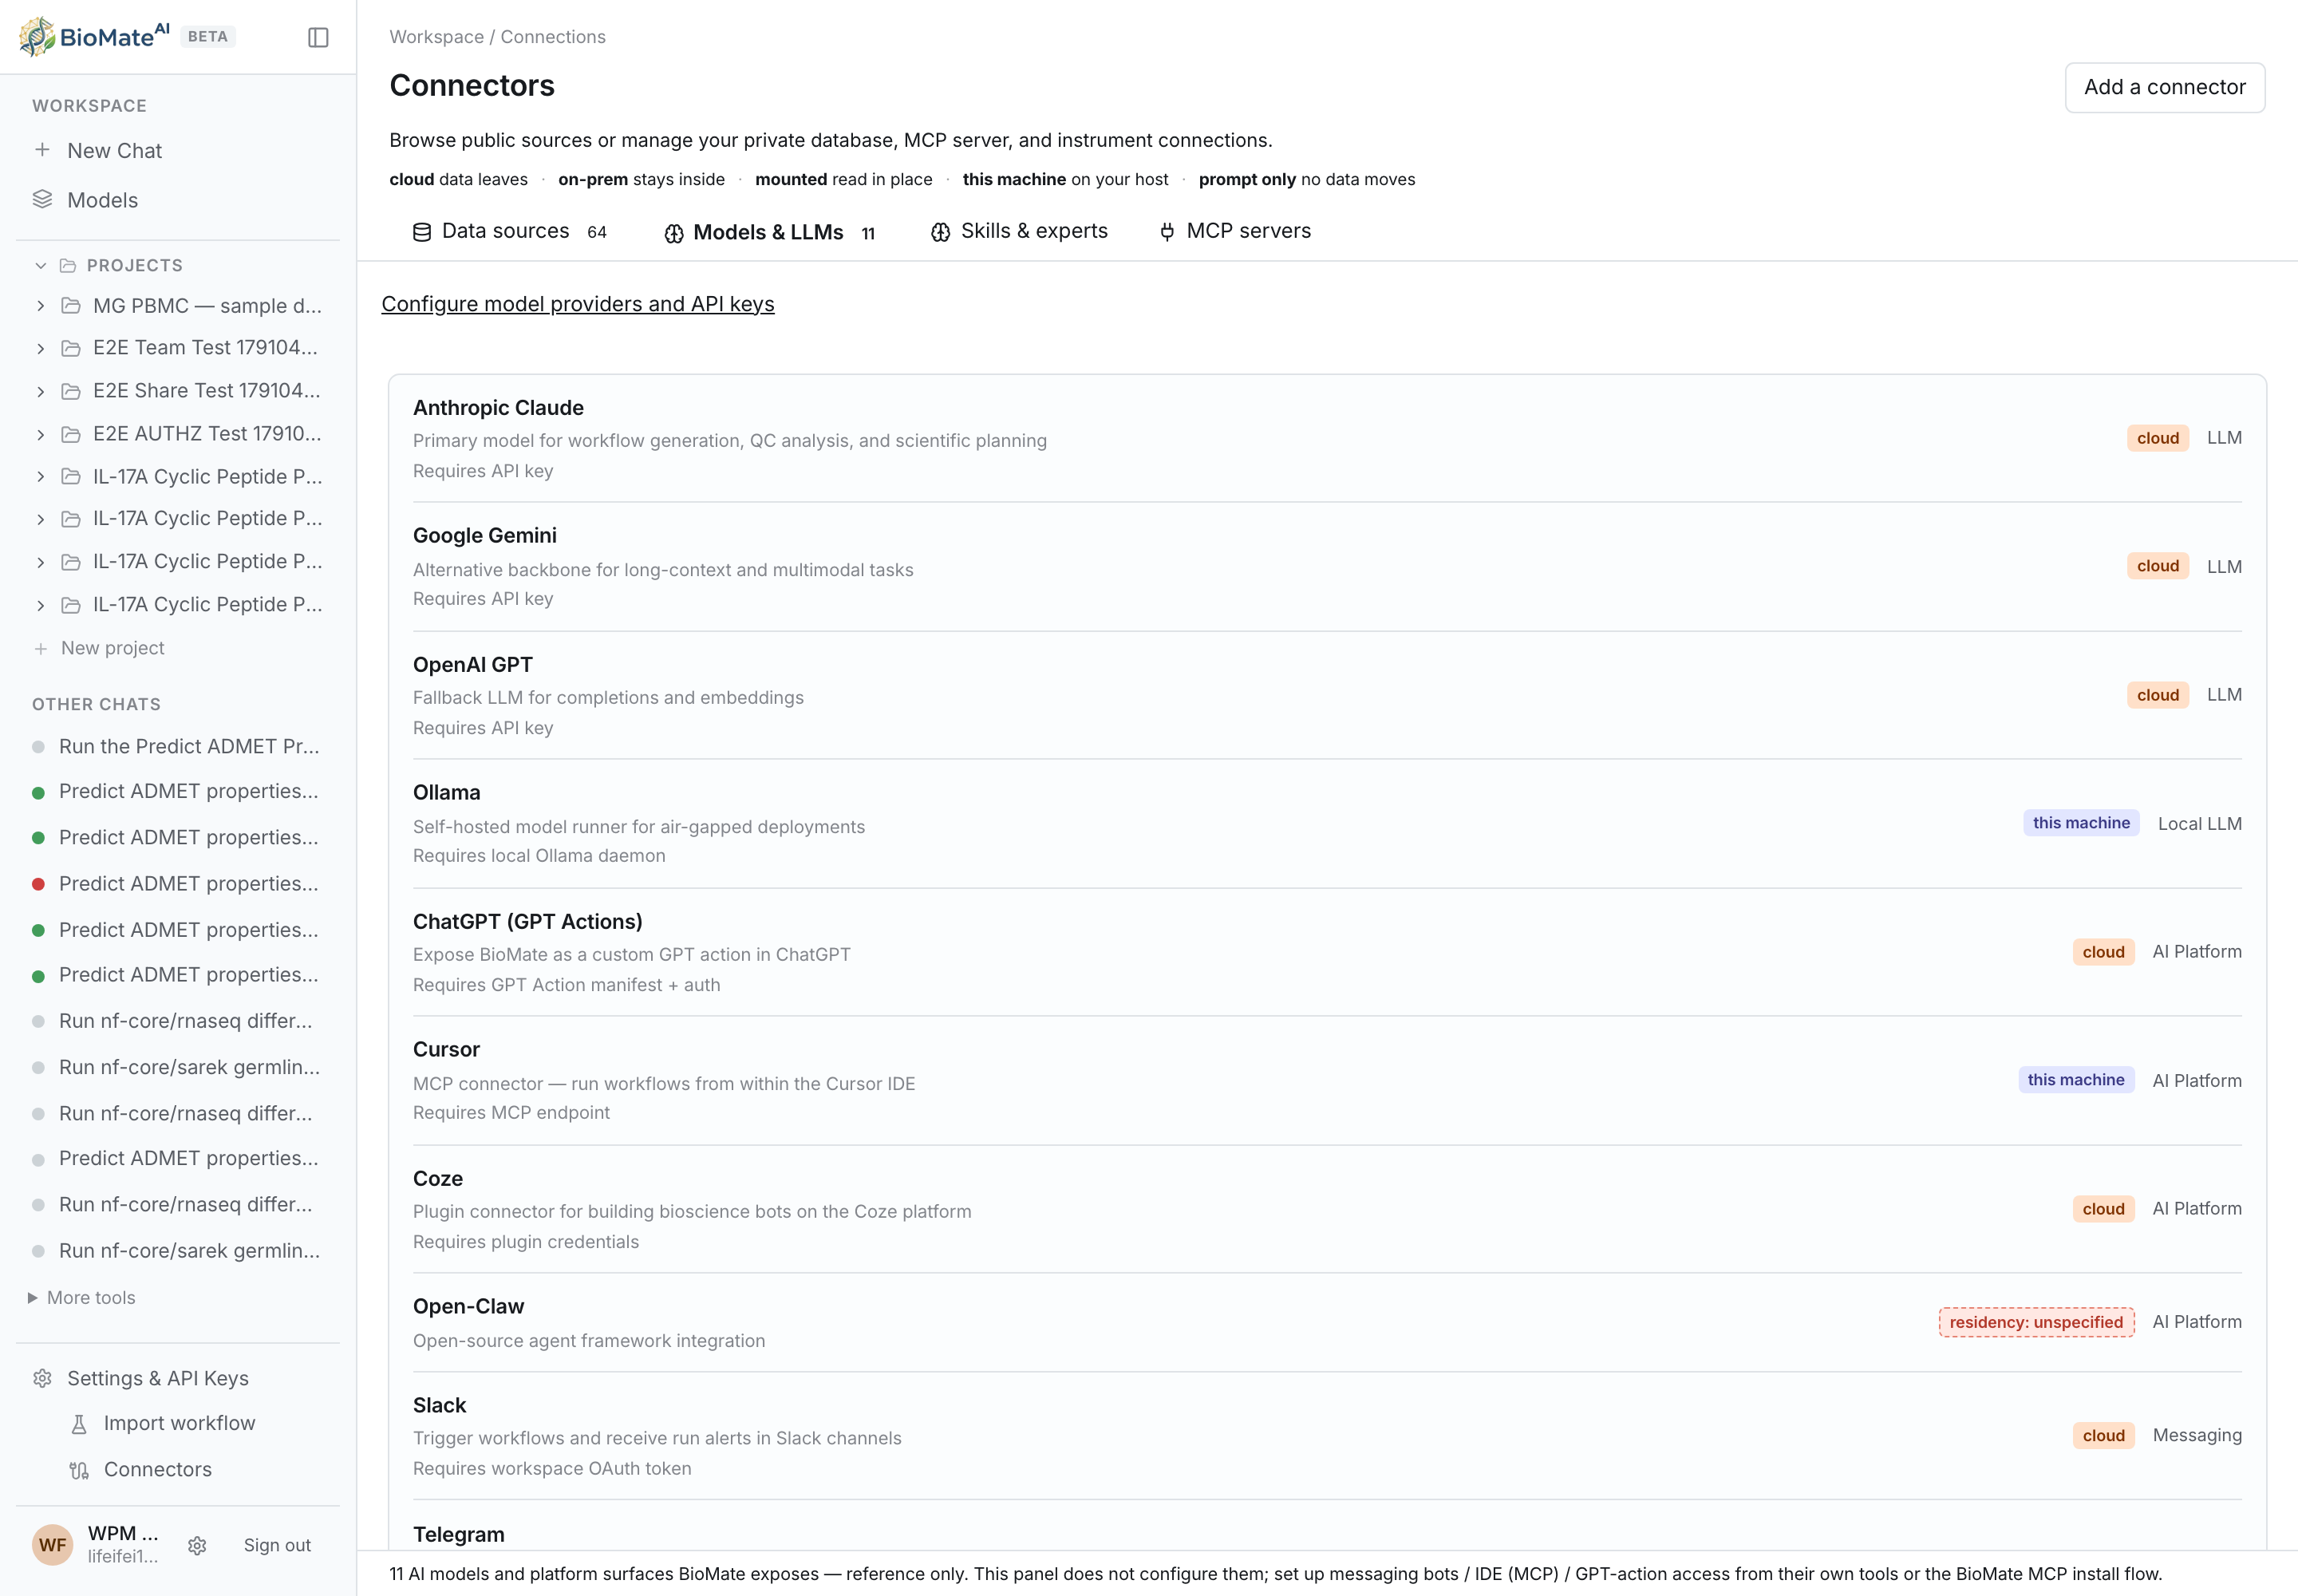 BioMateAI BETA
WORKSPACE
New Chat
Models
PROJECTS
MG PBMC — sample d...
E2E Team Test 179104...
E2E Share Test 179104...
E2E AUTHZ Test 17910...
IL-17A Cyclic Peptide P...
IL-17A Cyclic Peptide P...
IL-17A Cyclic Peptide P...
IL-17A Cyclic Peptide P...
New project
OTHER CHATS
Run the Predict ADMET Pr...
Predict ADMET properties...
Predict ADMET properties...
Predict ADMET properties...
Predict ADMET properties...
Predict ADMET properties...
Run nf-core/rnaseq differ...
Run nf-core/sarek germlin...
Run nf-core/rnaseq differ...
Predict ADMET properties...
Run nf-core/rnaseq differ...
Run nf-core/sarek germlin...
More tools
Settings & API Keys
Import workflow
Connectors
WF WPM ... Sign out
lifeifei1...
Workspace / Connections
Connectors
Add a connector
Browse public sources or manage your private database, MCP server, and instrument connections.
cloud data leaves · on-prem stays inside · mounted read in place · this machine on your host · prompt only no data moves
Data sources 64 Models & LLMs 11 Skills & experts MCP servers
Configure model providers and API keys
Anthropic Claude
Primary model for workflow generation, QC analysis, and scientific planning
Requires API key
cloud LLM
Google Gemini
Alternative backbone for long-context and multimodal tasks
Requires API key
cloud LLM
OpenAI GPT
Fallback LLM for completions and embeddings
Requires API key
cloud LLM
Ollama
Self-hosted model runner for air-gapped deployments
Requires local Ollama daemon
this machine Local LLM
ChatGPT (GPT Actions)
Expose BioMate as a custom GPT action in ChatGPT
Requires GPT Action manifest + auth
cloud AI Platform
Cursor
MCP connector — run workflows from within the Cursor IDE
Requires MCP endpoint
this machine AI Platform
Coze
Plugin connector for building bioscience bots on the Coze platform
Requires plugin credentials
cloud AI Platform
Open-Claw
Open-source agent framework integration
residency: unspecified AI Platform
Slack
Trigger workflows and receive run alerts in Slack channels
Requires workspace OAuth token
cloud Messaging
Telegram
11 AI models and platform surfaces BioMate exposes — reference only. This panel does not configure them; set up messaging bots / IDE (MCP) / GPT-action access from their own tools or the BioMate MCP install flow.